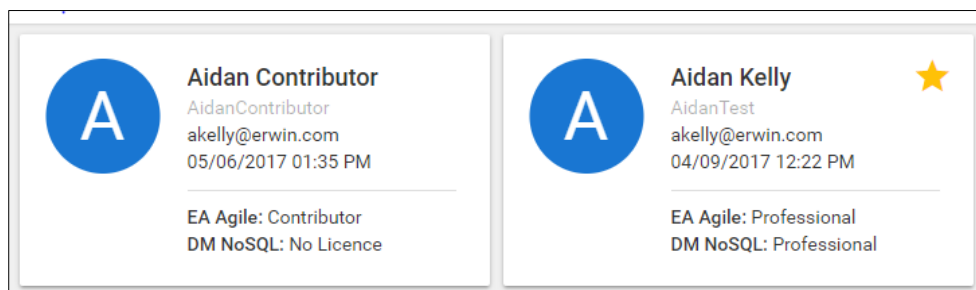 A
Aidan Contributor
AidanContributor
akelly@erwin.com
05/06/2017 01:35 PM
EA Agile: Contributor
DM NoSQL: No Licence
A
Aidan Kelly
AidanTest
akelly@erwin.com
04/09/2017 12:22 PM
EA Agile: Professional
DM NoSQL: Professional